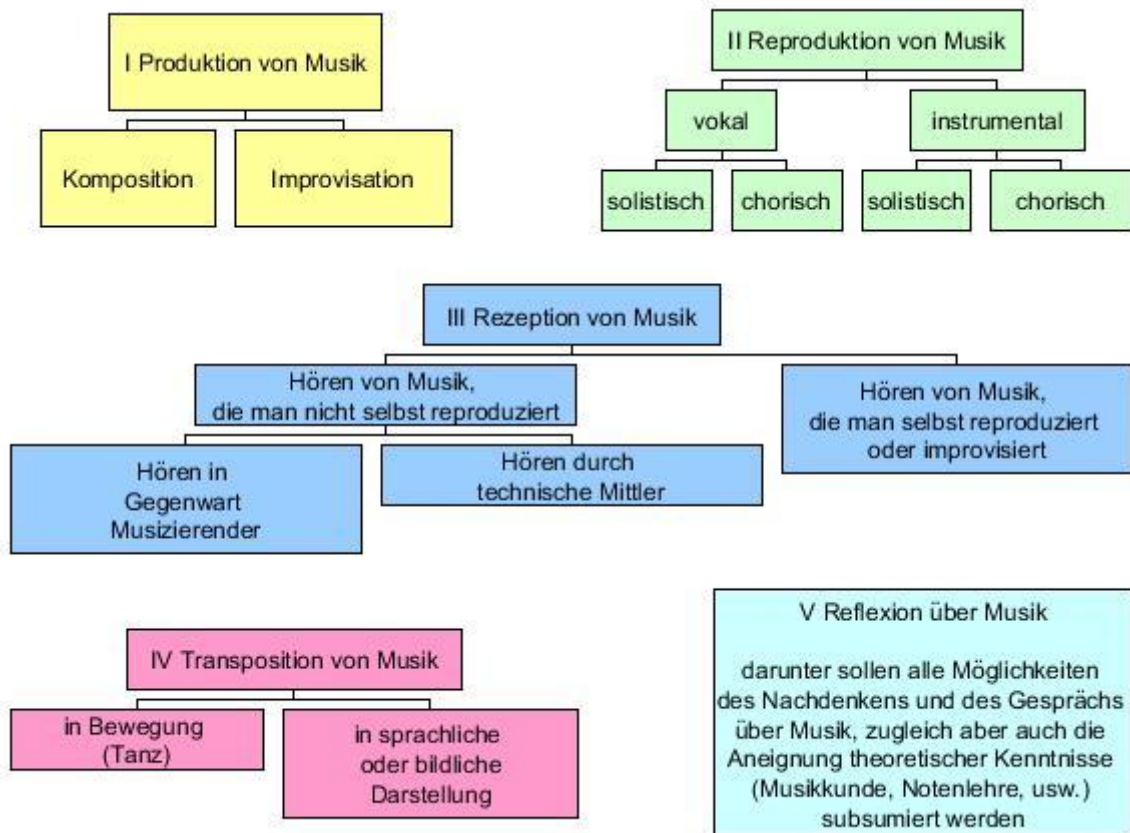 I Produktion von Musik
Komposition
Improvisation
II Reproduktion von Musik
vokal
instrumental
solistisch
chorisch
solistisch
chorisch
III Rezeption von Musik
Hören von Musik,
die man nicht selbst reproduziert
Hören von Musik,
die man selbst reproduziert
oder improvisiert
Hören in
Gegenwart
Musizierender
Hören durch
technische Mittler
IV Transposition von Musik
in Bewegung
(Tanz)
in sprachliche
oder bildliche
Darstellung
V Reflexion über Musik
darunter sollen alle Möglichkeiten
des Nachdenkens und des Gesprächs
über Musik, zugleich aber auch die
Aneignung theoretischer Kenntnisse
(Musikkunde, Notenlehre, usw.)
subsumiert werden